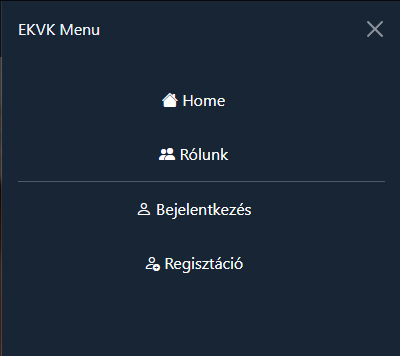 EKVK Menu
Home
Rólunk
Bejelentkezés
Regisztáció